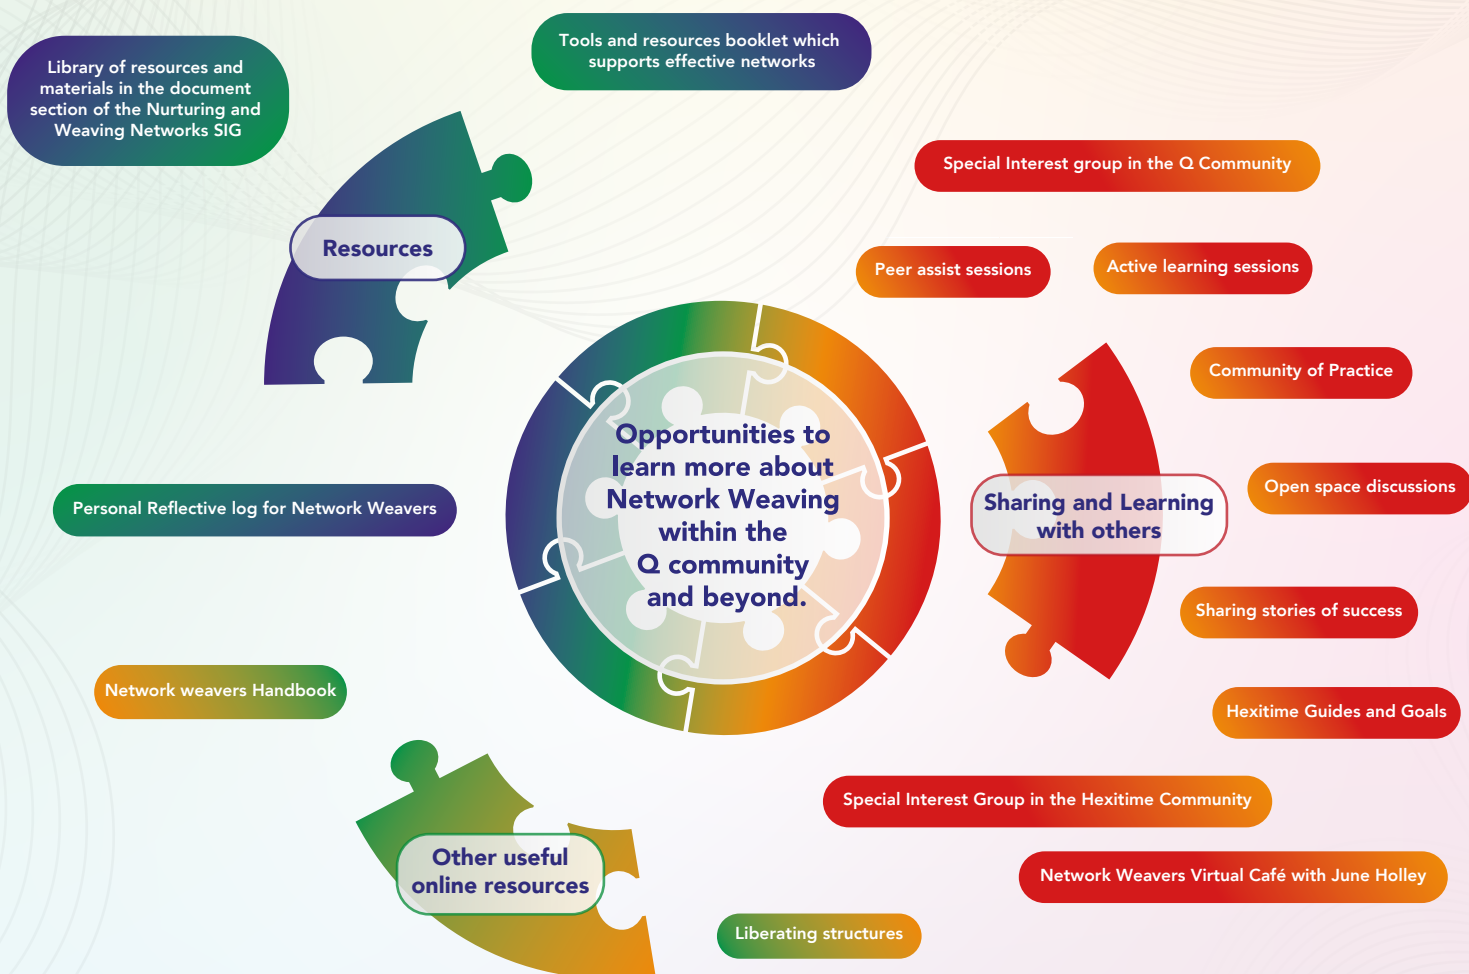 Library of resources and
materials in the document
section of the Nurturing and
Weaving Networks SIG
Tools and resources booklet which
supports effective networks
Special Interest group in the Q Community
Resources
Peer assist sessions
Active learning sessions
Community of Practice
Opportunities to
learn more about
Network Weaving
within the
Q community
and beyond.
Personal Reflective log for Network Weavers
Sharing and Learning
with others
Open space discussions
Sharing stories of success
Network weavers Handbook
Hexitime Guides and Goals
Special Interest Group in the Hexitime Community
Other useful
online resources
Network Weavers Virtual Café with June Holley
Liberating structures